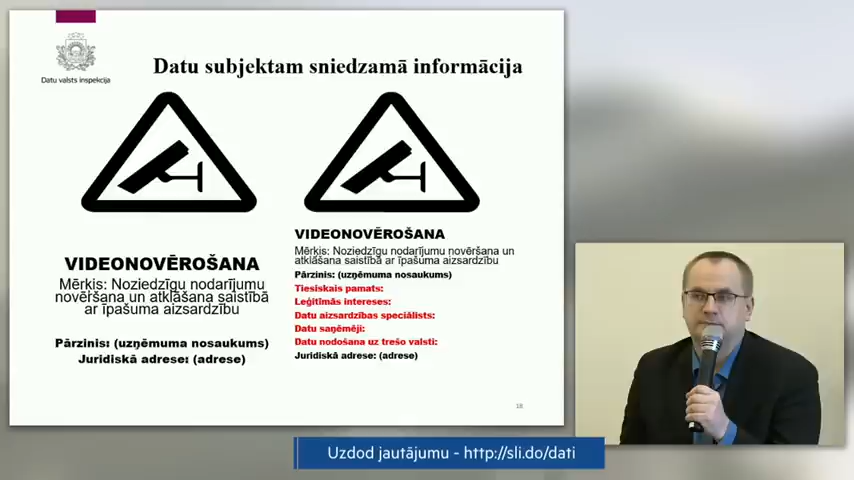 Datu valsts inspekcija
Datu subjektam sniedzamā informācija
VIDEONOVĒROŠANA
Mērķis: Noziedzīgu nodarījumu
novēršana un atklāšana saistībā
ar īpašuma aizsardzību
Pārzinis: (uzņēmuma nosaukums)
Juridiskā adrese: (adrese)
VIDEONOVĒROŠANA
Mērķis: Noziedzīgu nodarījumu novēršana un
atklāšana saistībā ar īpašuma aizsardzību
Pārzinis: (uzņēmuma nosaukums)
Tiesiskais pamats:
Leģitīmās intereses:
Datu aizsardzības speciālists:
Datu saņēmēji:
Datu nodošana uz trešo valsti:
Juridiskā adrese: (adrese)
18
Uzdod jautājumu - http://sli.do/dati